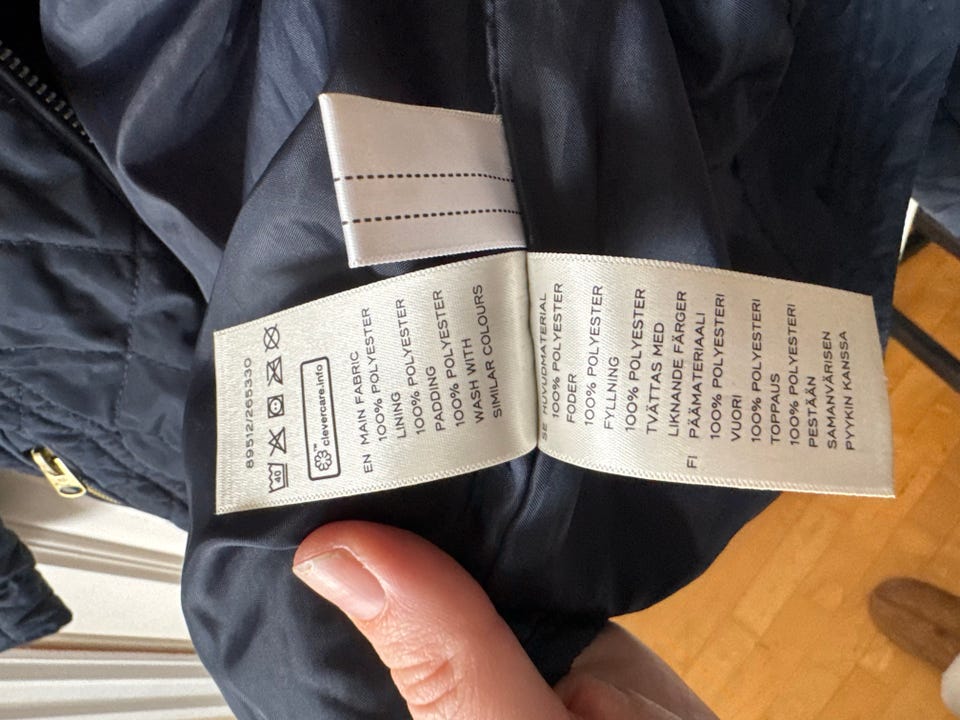 89512/265330
40
clevercare.info
EN MAIN FABRIC
100% POLYESTER
LINING
100% POLYESTER
PADDING
100% POLYESTER
WASH WITH
SIMILAR COLOURS
SE HUVUDMATERIAL
100% POLYESTER
FODER
100% POLYESTER
FYLLNING
100% POLYESTER
TVÄTTAS MED
LIKNANDE FÄRGER
FI PÄÄMATERIAALI
100% POLYESTERI
VUORI
100% POLYESTERI
TOPPAUS
100% POLYESTERI
PESTÄÄN
SAMANVÄRISEN
PYYKIN KANSSA